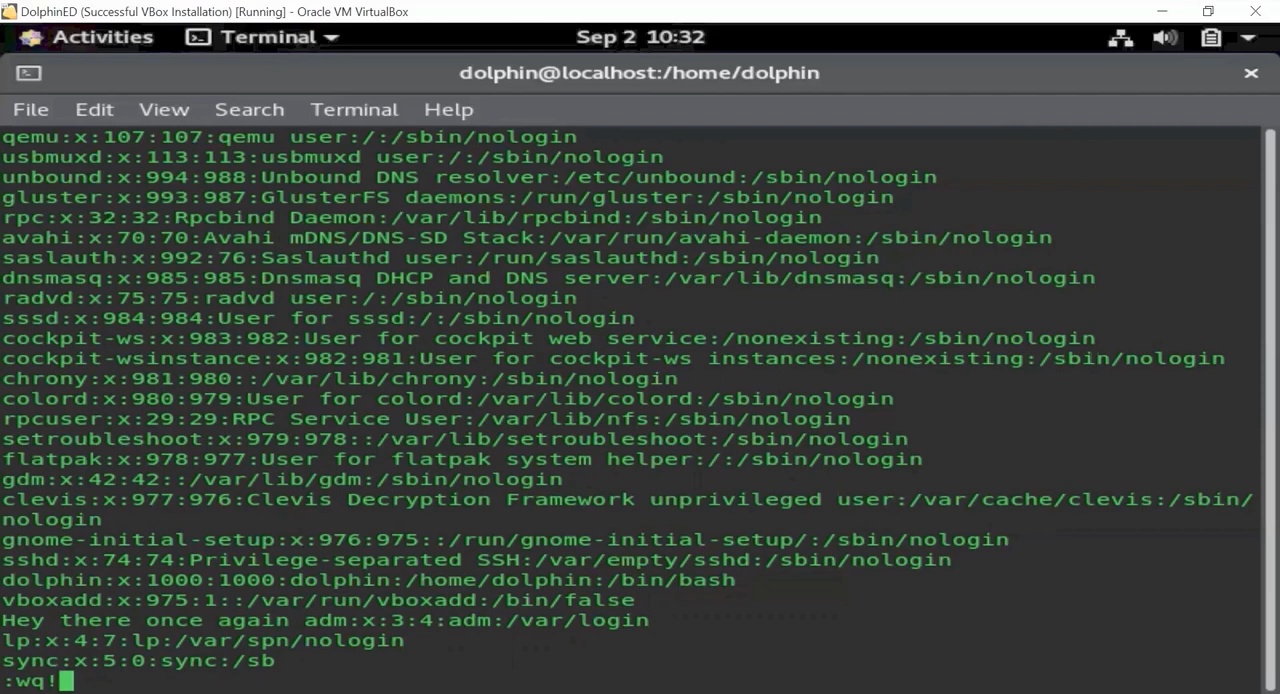 DolphinED (Successful VBox Installation) [Running] - Oracle VM VirtualBox
Activities Terminal Sep 2 10:32
dolphin@localhost:/home/dolphin
File Edit View Search Terminal Help
qemu:x:107:107:qemu user:/:/sbin/nologin
usbmuxd:x:113:113:usbmuxd user:/:/sbin/nologin
unbound:x:994:988:Unbound DNS resolver:/etc/unbound:/sbin/nologin
gluster:x:993:987:GlusterFS daemons:/run/gluster:/sbin/nologin
rpc:x:32:32:Rpcbind Daemon:/var/lib/rpcbind:/sbin/nologin
avahi:x:70:70:Avahi mDNS/DNS-SD Stack:/var/run/avahi-daemon:/sbin/nologin
saslauth:x:992:76:Saslauthd user:/run/saslauthd:/sbin/nologin
dnsmasq:x:985:985:Dnsmasq DHCP and DNS server:/var/lib/dnsmasq:/sbin/nologin
radvd:x:75:75:radvd user:/:/sbin/nologin
sssd:x:984:984:User for sssd:/:/sbin/nologin
cockpit-ws:x:983:982:User for cockpit web service:/nonexisting:/sbin/nologin
cockpit-wsinstance:x:982:981:User for cockpit-ws instances:/nonexisting:/sbin/nologin
chrony:x:981:980::/var/lib/chrony:/sbin/nologin
colord:x:980:979:User for colord:/var/lib/colord:/sbin/nologin
rpcuser:x:29:29:RPC Service User:/var/lib/nfs:/sbin/nologin
setroubleshoot:x:979:978::/var/lib/setroubleshoot:/sbin/nologin
flatpak:x:978:977:User for flatpak system helper:/:/sbin/nologin
gdm:x:42:42::/var/lib/gdm:/sbin/nologin
clevis:x:977:976:Clevis Decryption Framework unprivileged user:/var/cache/clevis:/sbin/
nologin
gnome-initial-setup:x:976:975::/run/gnome-initial-setup/:/sbin/nologin
sshd:x:74:74:Privilege-separated SSH:/var/empty/sshd:/sbin/nologin
dolphin:x:1000:1000:dolphin:/home/dolphin:/bin/bash
vboxadd:x:975:1::/var/run/vboxadd:/bin/false
Hey there once again adm:x:3:4:adm:/var/login
lp:x:4:7:lp:/var/spn/nologin
sync:x:5:0:sync:/sb
:wq!